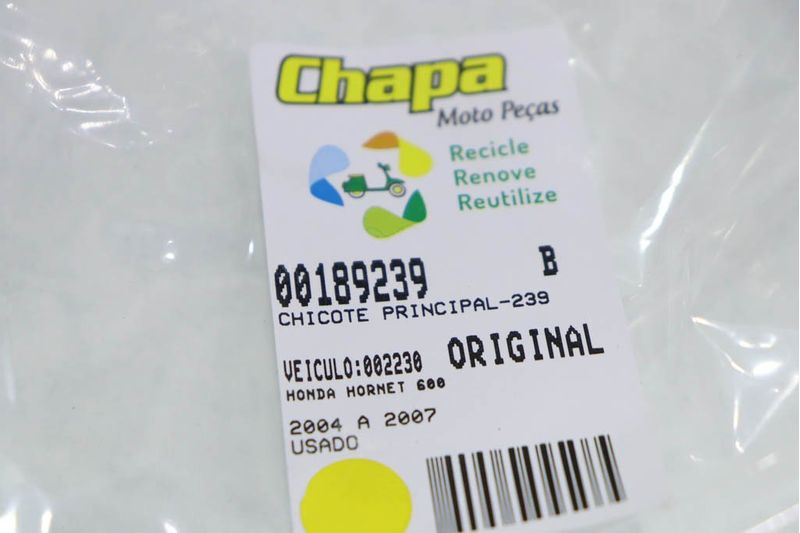 Chapa
Moto Peças
Recicle
Renove
Reutilize
00189239 B
CHICOTE PRINCIPAL-239
VEICULO:002230 ORIGINAL
HONDA HORNET 600
2004 A 2007
USADO